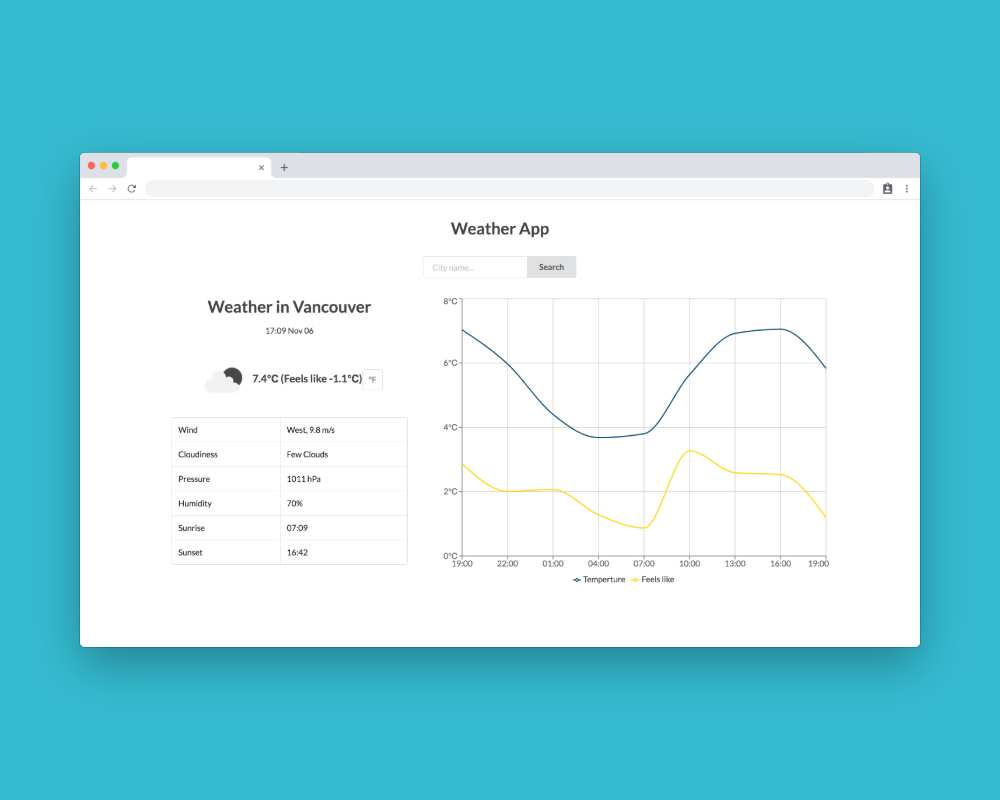 Weather App
City name...
Search
Weather in Vancouver
17:09 Nov 06
7.4°C (Feels like -1.1°C)
°F
Wind West, 9.8 m/s
Cloudiness Few Clouds
Pressure 1011 hPa
Humidity 70%
Sunrise 07:09
Sunset 16:42
8°C
6°C
4°C
2°C
0°C
19:00 22:00 01:00 04:00 07:00 10:00 13:00 16:00 19:00
Temperture Feels like